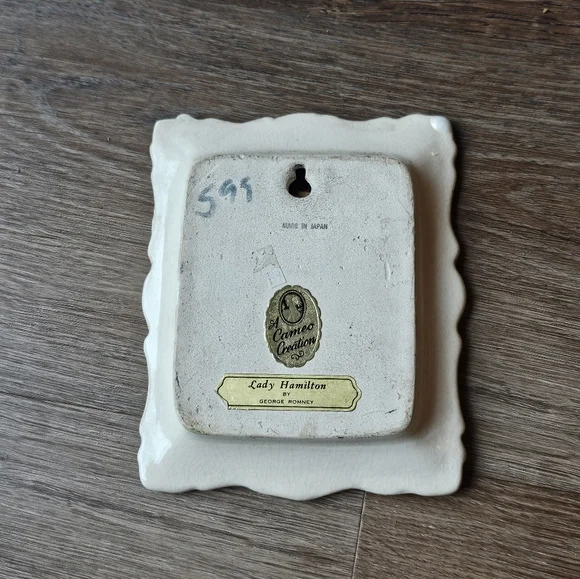 599
MADE IN JAPAN
A
Cameo
Creation
Lady Hamilton
BY
GEORGE ROMNEY